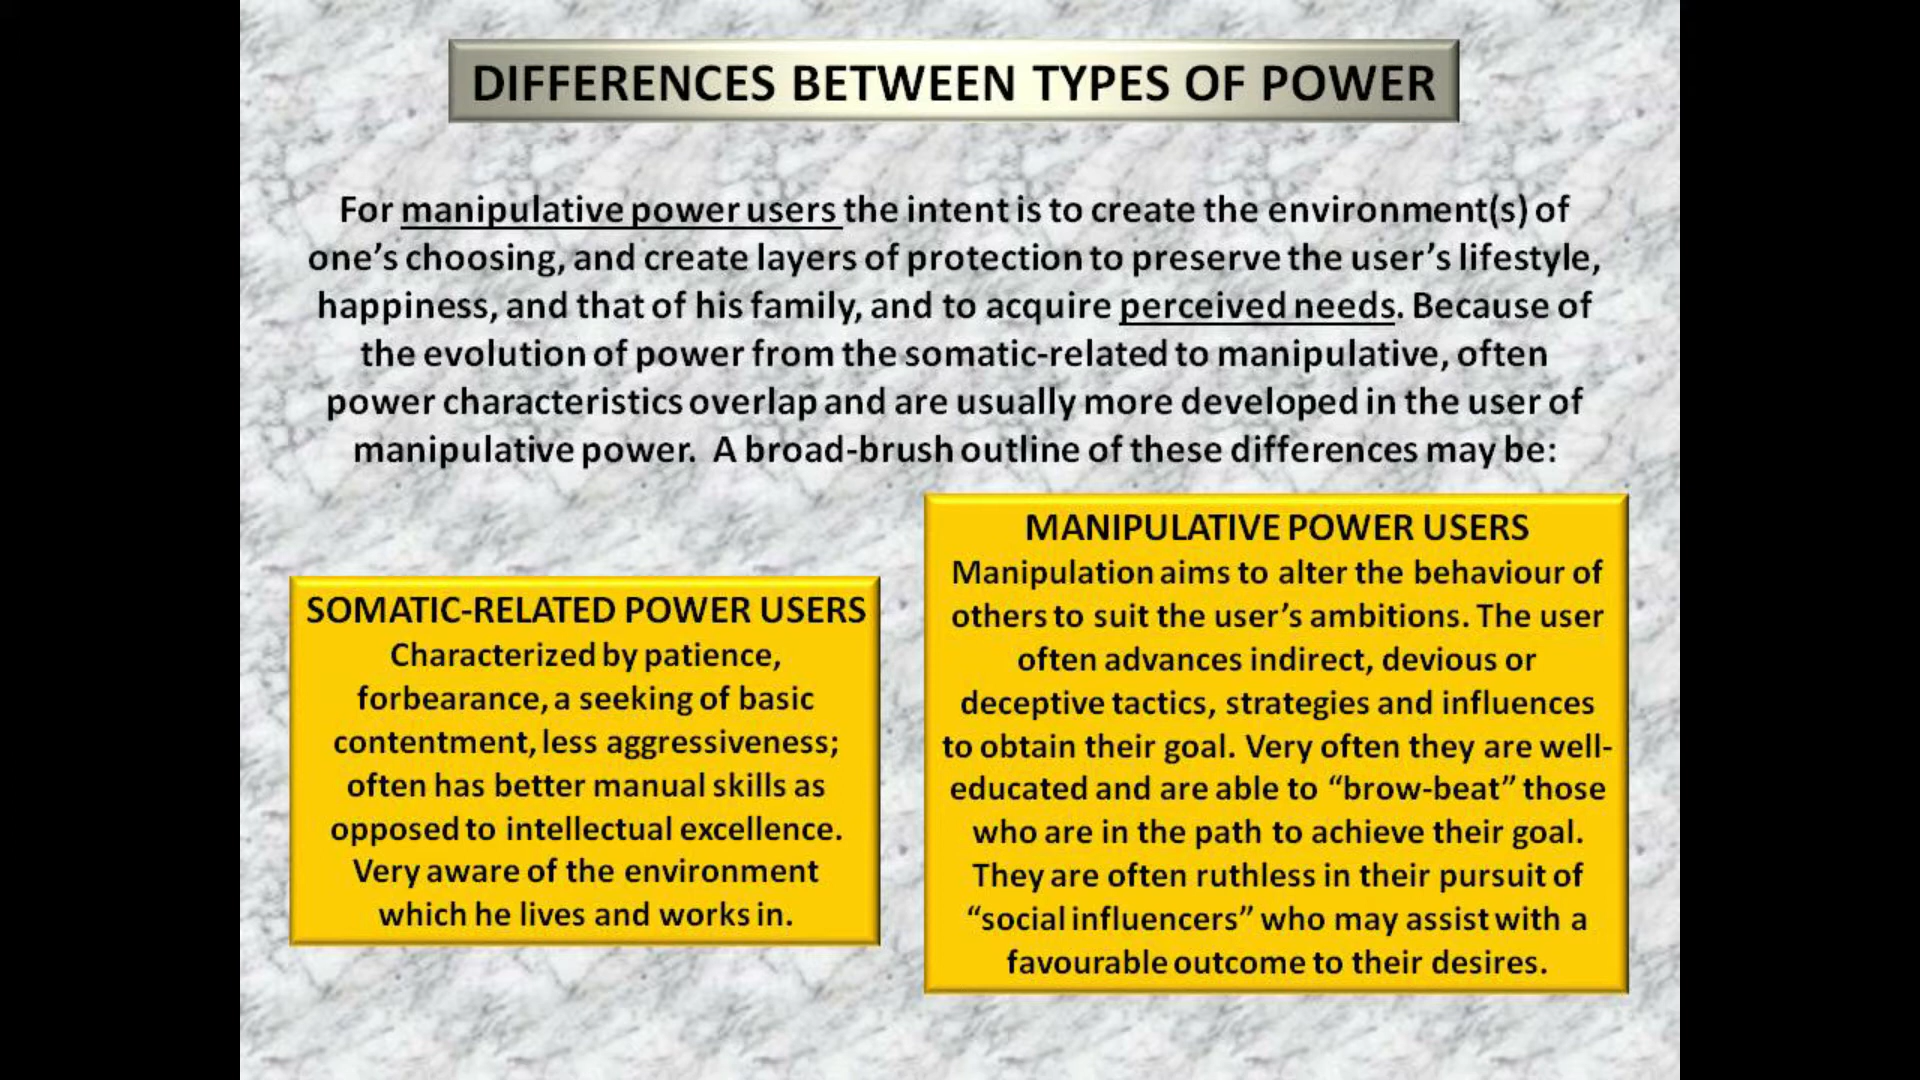 DIFFERENCES BETWEEN TYPES OF POWER
For manipulative power users the intent is to create the environment(s) of
one’s choosing, and create layers of protection to preserve the user’s lifestyle,
happiness, and that of his family, and to acquire perceived needs. Because of
the evolution of power from the somatic-related to manipulative, often
power characteristics overlap and are usually more developed in the user of
manipulative power. A broad-brush outline of these differences may be:
SOMATIC-RELATED POWER USERS
Characterized by patience,
forbearance, a seeking of basic
contentment, less aggressiveness;
often has better manual skills as
opposed to intellectual excellence.
Very aware of the environment
which he lives and works in.
MANIPULATIVE POWER USERS
Manipulation aims to alter the behaviour of
others to suit the user’s ambitions. The user
often advances indirect, devious or
deceptive tactics, strategies and influences
to obtain their goal. Very often they are well-
educated and are able to “brow-beat” those
who are in the path to achieve their goal.
They are often ruthless in their pursuit of
“social influencers” who may assist with a
favourable outcome to their desires.